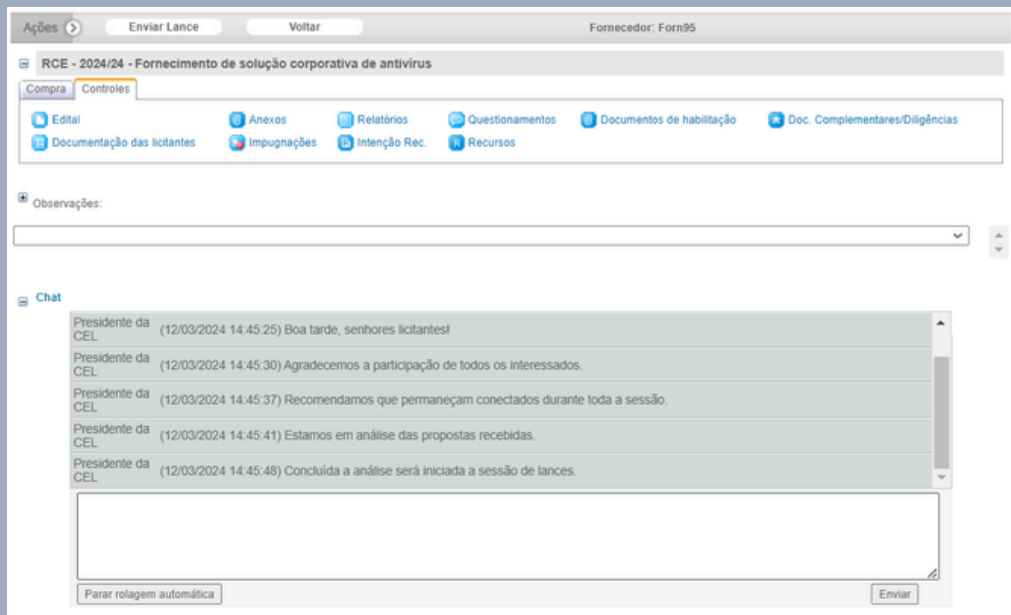 Ações Enviar Lance Voltar Fornecedor: Forn95
RCE - 2024/24 - Fornecimento de solução corporativa de antivírus
Compra Controles
Edital Anexos Relatórios Questionamentos Documentos de habilitação Doc. Complementares/Diligências
Documentação das licitantes Impugnações Intenção Rec. Recursos
Observações:
Chat
Presidente da CEL (12/03/2024 14:45:25) Boa tarde, senhores licitantes!
Presidente da CEL (12/03/2024 14:45:30) Agradecemos a participação de todos os interessados.
Presidente da CEL (12/03/2024 14:45:37) Recomendamos que permaneçam conectados durante toda a sessão.
Presidente da CEL (12/03/2024 14:45:41) Estamos em análise das propostas recebidas.
Presidente da CEL (12/03/2024 14:45:48) Concluída a análise será iniciada a sessão de lances.
Parar rolagem automática Enviar